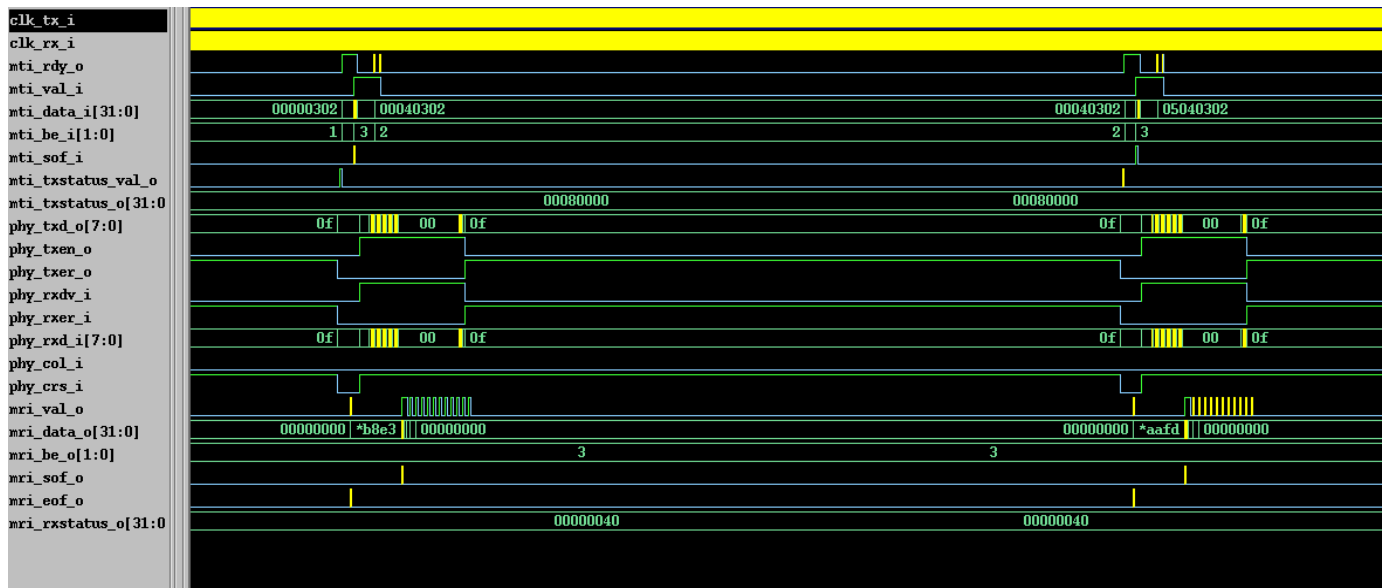 clk_tx_i
clk_rx_i
mti_rdy_o
mti_val_i
mti_data_i[31:0] 00000302 00040302 00040302 05040302
mti_be_i[1:0] 1 3 2 2 3
mti_sof_i
mti_txstatus_val_o
mti_txstatus_o[31:0 00080000 00080000
phy_txd_o[7:0] 0f 00 0f 0f 00 0f
phy_txen_o
phy_txer_o
phy_rxdv_i
phy_rxer_i
phy_rxd_i[7:0] 0f 00 0f 0f 00 0f
phy_col_i
phy_crs_i
mri_val_o
mri_data_o[31:0] 00000000 *b8e3 00000000 00000000 *aafd 00000000
mri_be_o[1:0] 3 3
mri_sof_o
mri_eof_o
mri_rxstatus_o[31:0 00000040 00000040